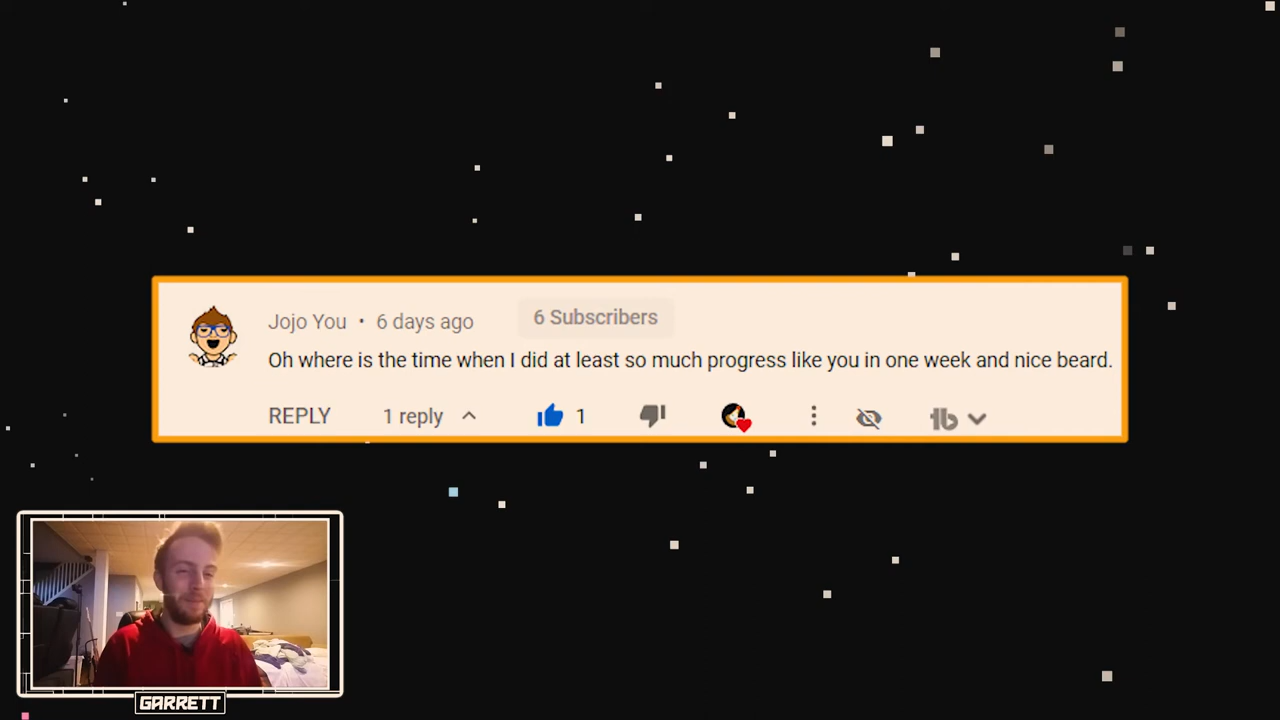 Jojo You • 6 days ago 6 Subscribers
Oh where is the time when I did at least so much progress like you in one week and nice beard.
REPLY 1 reply 1 tb
GARRETT